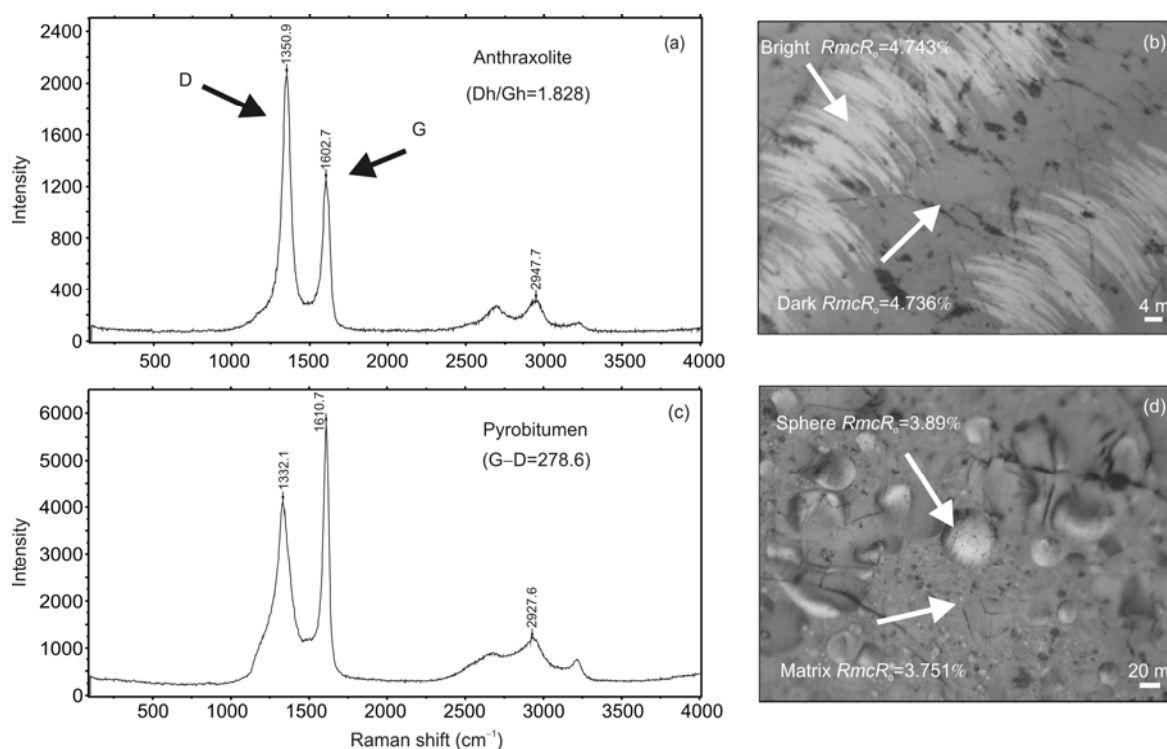 (a)
Anthraxolite
(Dh/Gh=1.828)
D
G
1350.9
1602.7
2947.7
Intensity
2400
2000
1600
1200
800
400
0
500 1000 1500 2000 2500 3000 3500 4000
(b)
Bright RmcRo=4.743%
Dark RmcRo=4.736%
4 m
(c)
Pyrobitumen
(G–D=278.6)
1332.1
1610.7
2927.6
Intensity
6000
5000
4000
3000
2000
1000
0
500 1000 1500 2000 2500 3000 3500 4000
Raman shift (cm⁻¹)
(d)
Sphere RmcRo=3.89%
Matrix RmcRo=3.751%
20 m